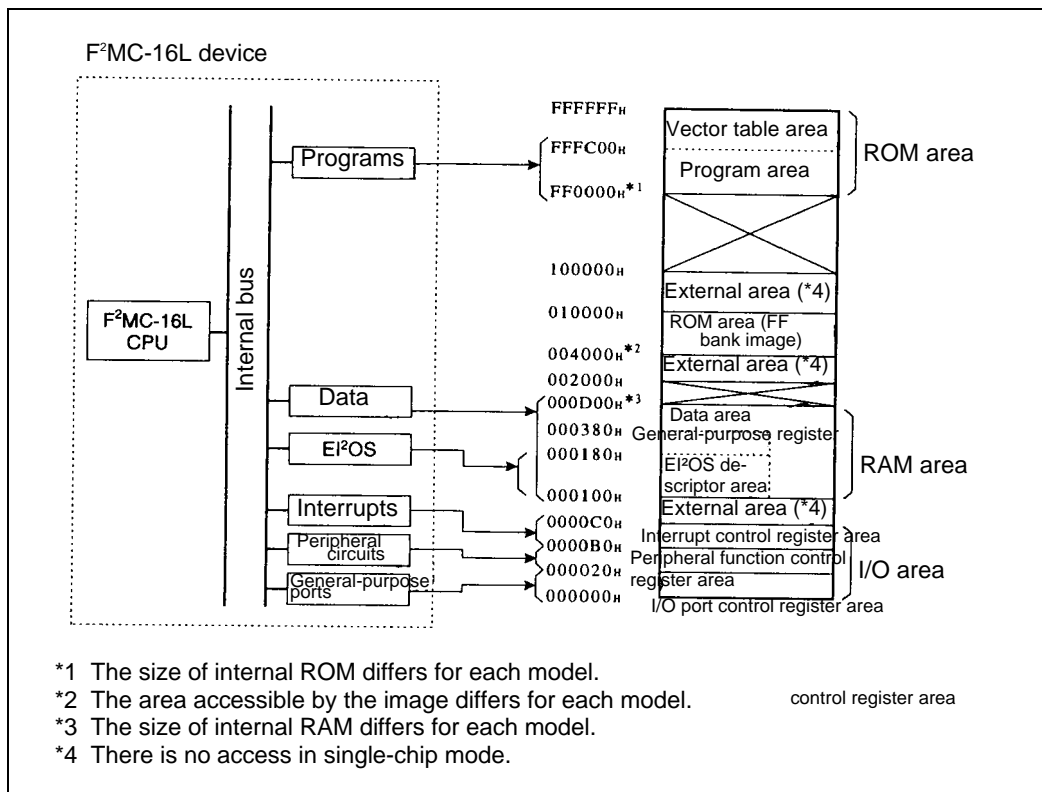 F²MC-16L device
F²MC-16L
CPU
Internal bus
Programs
Data
EI²OS
Interrupts
Peripheral
circuits
General-purpose
ports
FFFFFFH
FFFC00H
FF0000H*1
100000H
010000H
004000H*2
002000H
000D00H*3
000380H
000180H
000100H
0000C0H
0000B0H
000020H
000000H
Vector table area
Program area
External area (*4)
ROM area (FF
bank image)
External area (*4)
Data area
General-purpose register
EI²OS de-
scriptor area
External area (*4)
Interrupt control register area
Peripheral function control
register area
I/O port control register area
ROM area
RAM area
I/O area
*1 The size of internal ROM differs for each model.
*2 The area accessible by the image differs for each model.
control register area
*3 The size of internal RAM differs for each model.
*4 There is no access in single-chip mode.